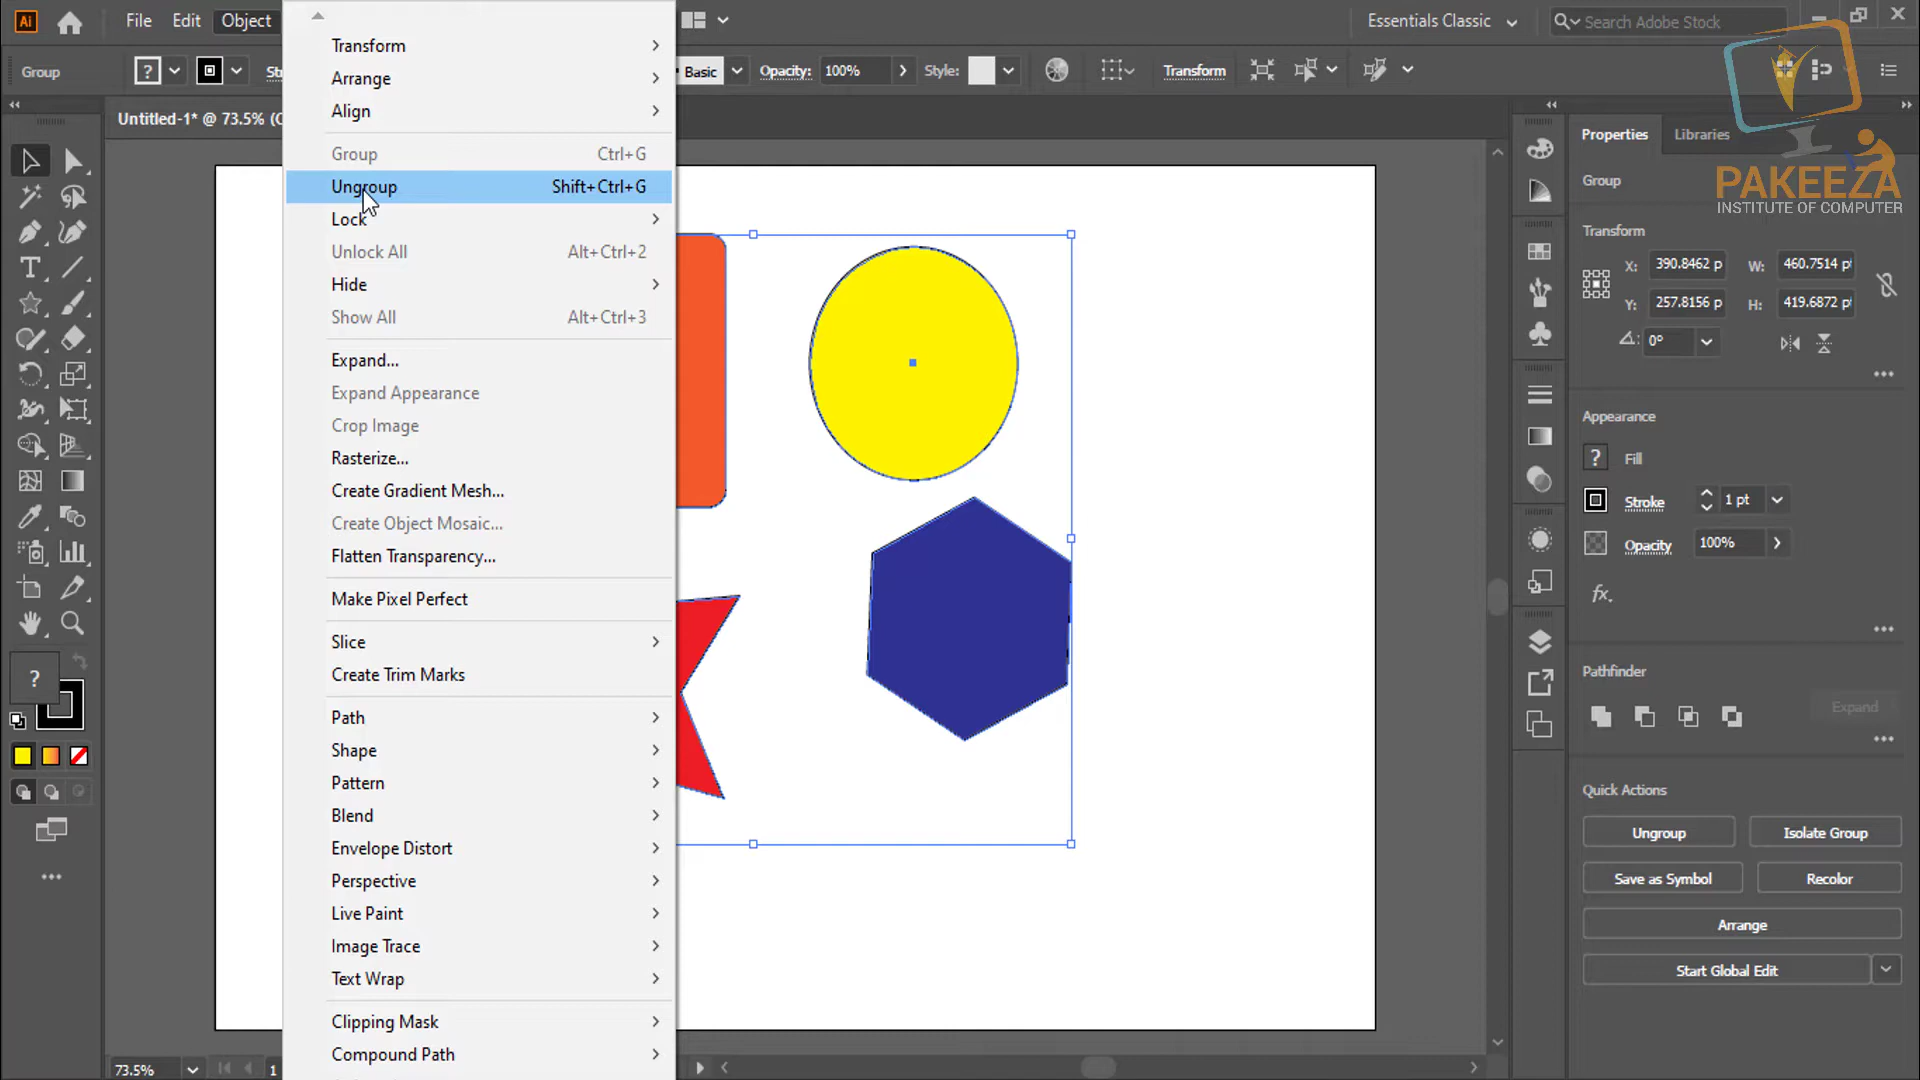 Ai File Edit Object Essentials Classic Search Adobe Stock
Group ? St Basic Opacity: 100% Style: Transform
Untitled-1* @ 73.5% (
Transform
Arrange
Align
Group Ctrl+G
Ungroup Shift+Ctrl+G
Lock
Unlock All Alt+Ctrl+2
Hide
Show All Alt+Ctrl+3
Expand...
Expand Appearance
Crop Image
Rasterize...
Create Gradient Mesh...
Create Object Mosaic...
Flatten Transparency...
Make Pixel Perfect
Slice
Create Trim Marks
Path
Shape
Pattern
Blend
Envelope Distort
Perspective
Live Paint
Image Trace
Text Wrap
Clipping Mask
Compound Path
?
73.5% 1
Properties Libraries
PAKEEZA
INSTITUTE OF COMPUTER
Group
Transform
X: 390.8462 p W: 460.7514 pt
Y: 257.8156 p H: 419.6872 pt
0°
Appearance
? Fill
Stroke 1 pt
Opacity 100%
fx.
Pathfinder
Expand
Quick Actions
Ungroup Isolate Group
Save as Symbol Recolor
Arrange
Start Global Edit